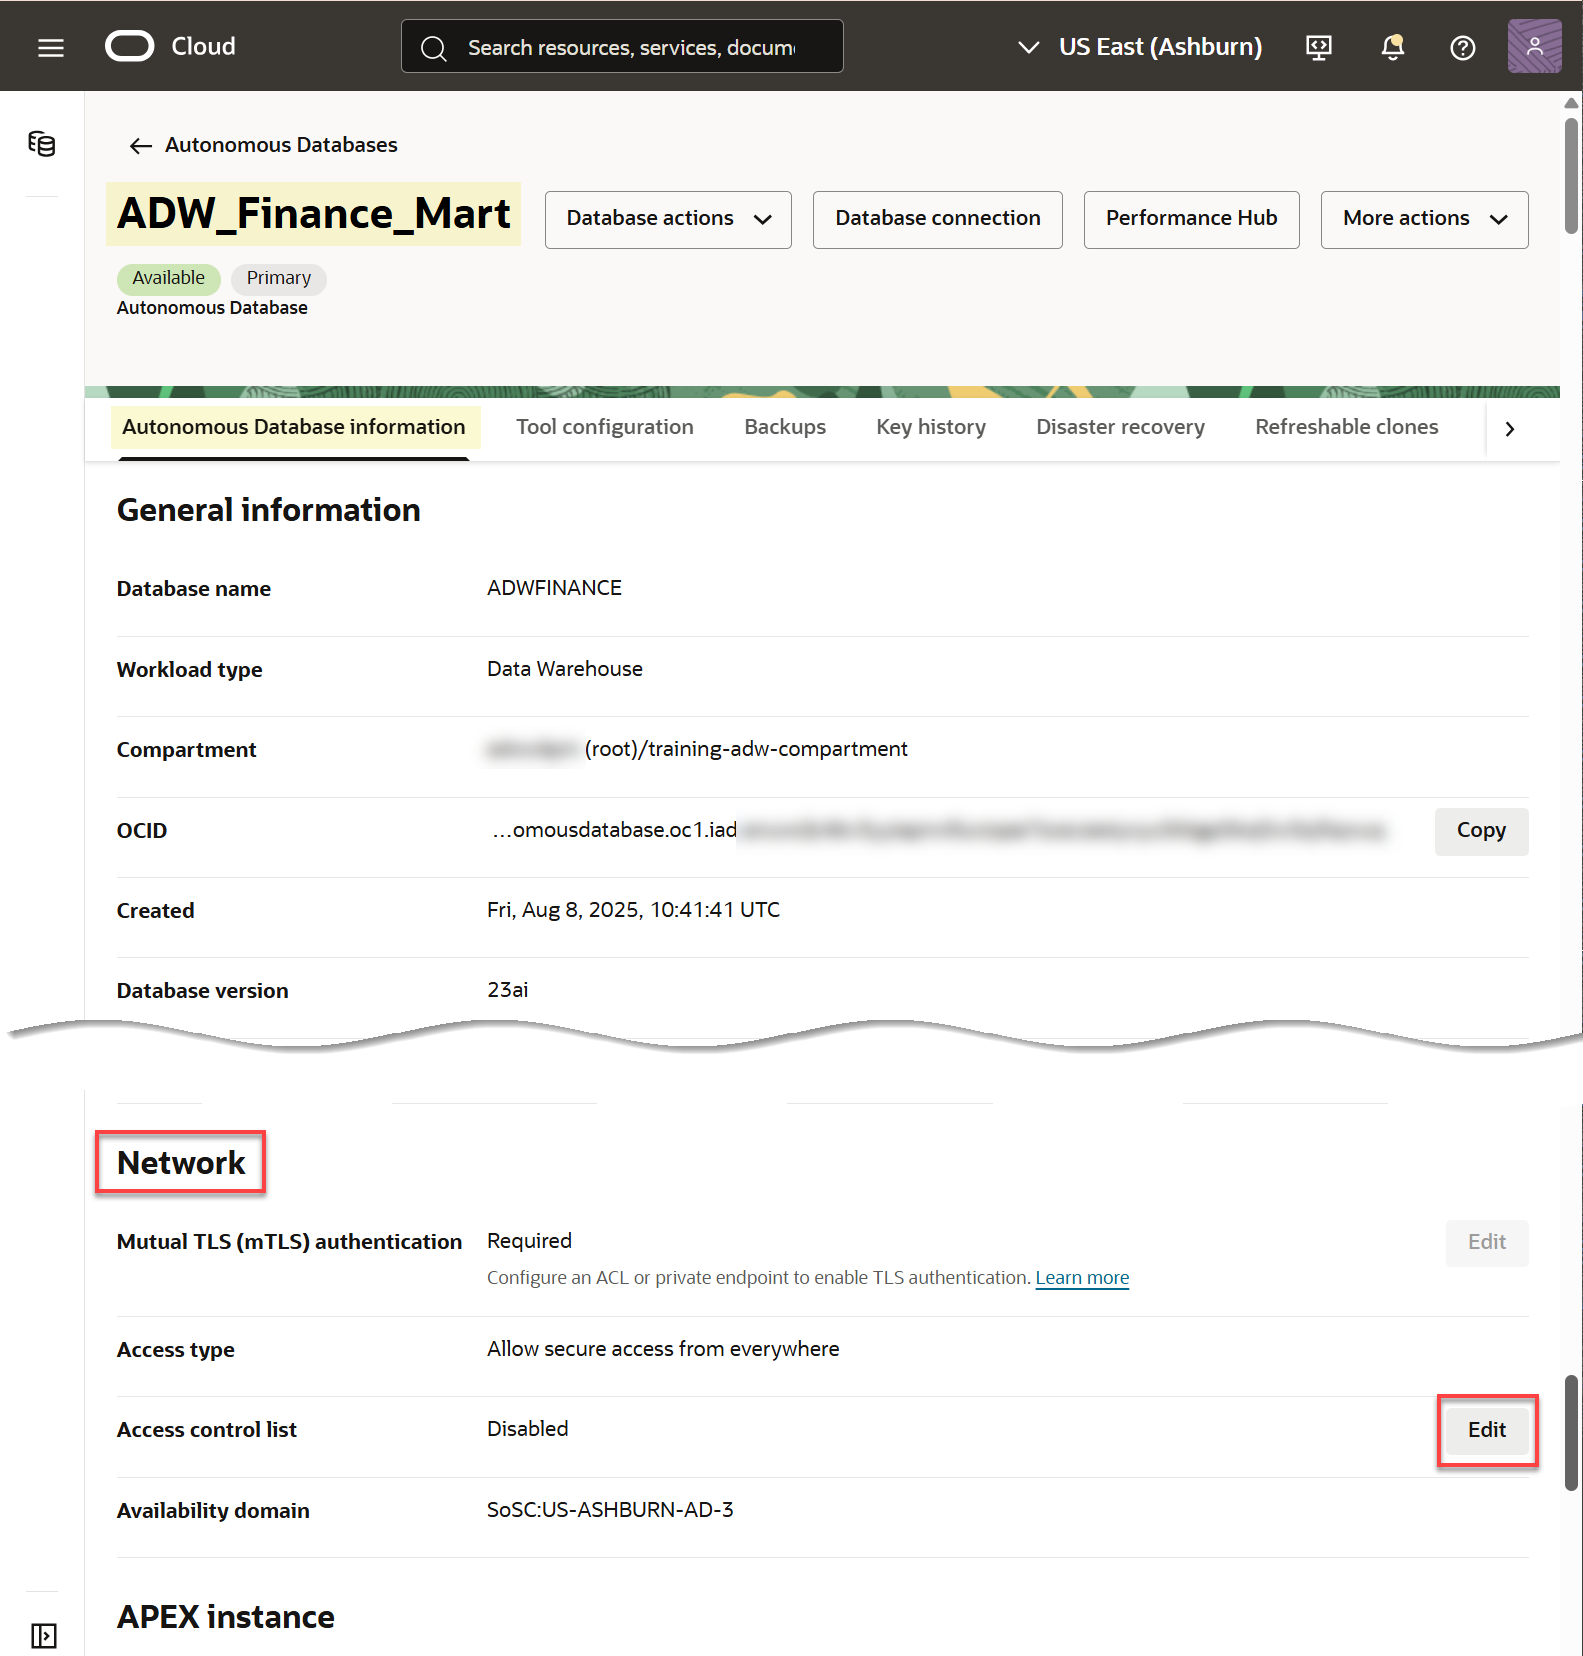 Cloud
Search resources, services, docum
US East (Ashburn)
Autonomous Databases
ADW_Finance_Mart
Database actions
Database connection
Performance Hub
More actions
Available
Primary
Autonomous Database
Autonomous Database information
Tool configuration
Backups
Key history
Disaster recovery
Refreshable clones
General information
Database name
ADWFINANCE
Workload type
Data Warehouse
Compartment
(root)/training-adw-compartment
OCID
...omousdatabase.oc1.iad
Copy
Created
Fri, Aug 8, 2025, 10:41:41 UTC
Database version
23ai
Network
Mutual TLS (mTLS) authentication
Required
Edit
Configure an ACL or private endpoint to enable TLS authentication. Learn more
Access type
Allow secure access from everywhere
Access control list
Disabled
Edit
Availability domain
SoSC:US-ASHBURN-AD-3
APEX instance